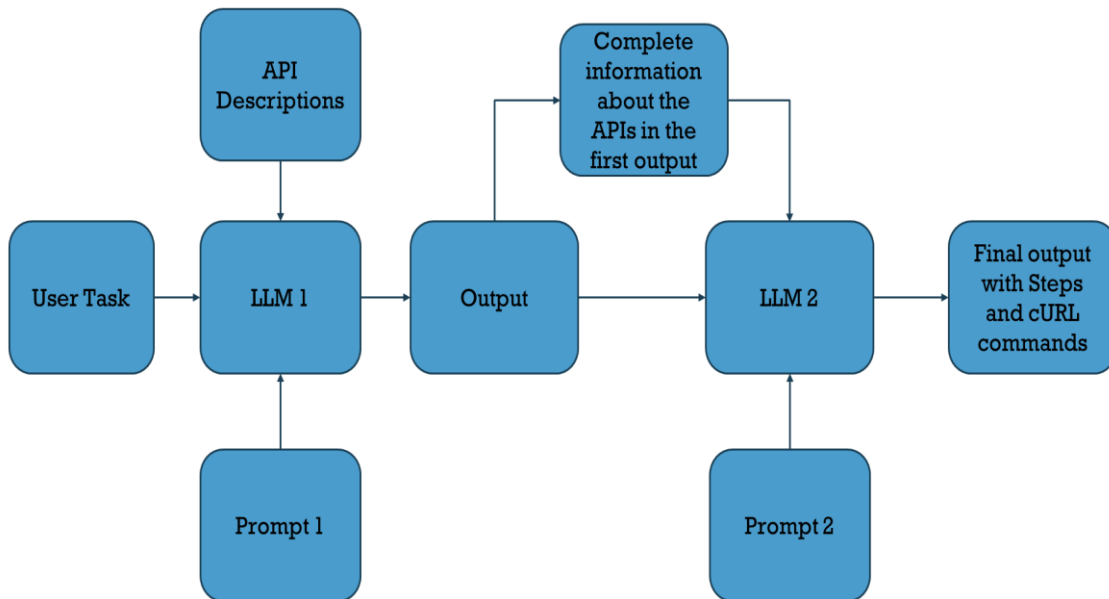 API
Descriptions
Complete
information
about the
APIs in the
first output
User Task
LLM 1
Output
LLM 2
Final output
with Steps
and cURL
commands
Prompt 1
Prompt 2